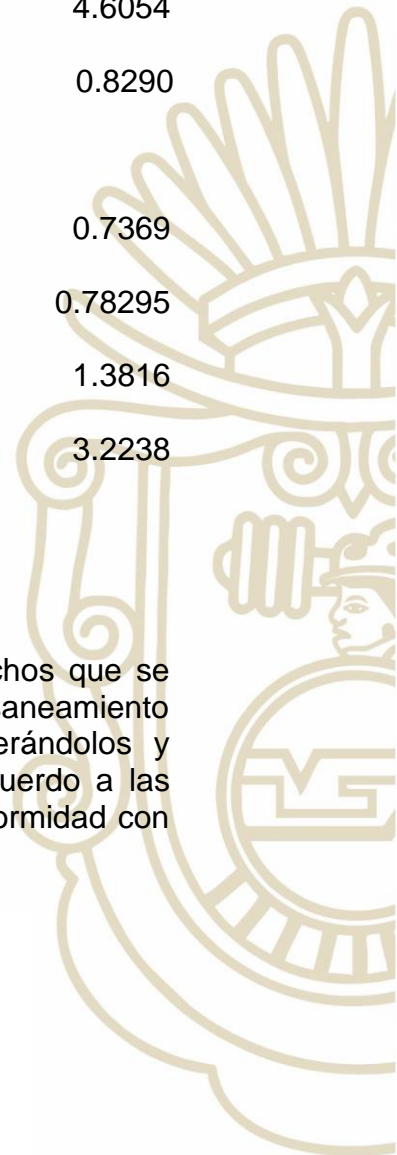 4.6054
0.8290
0.7369
0.78295
1.3816
3.2238
chos que se
saneamiento
erándolos y
uerdo a las
ormidad con